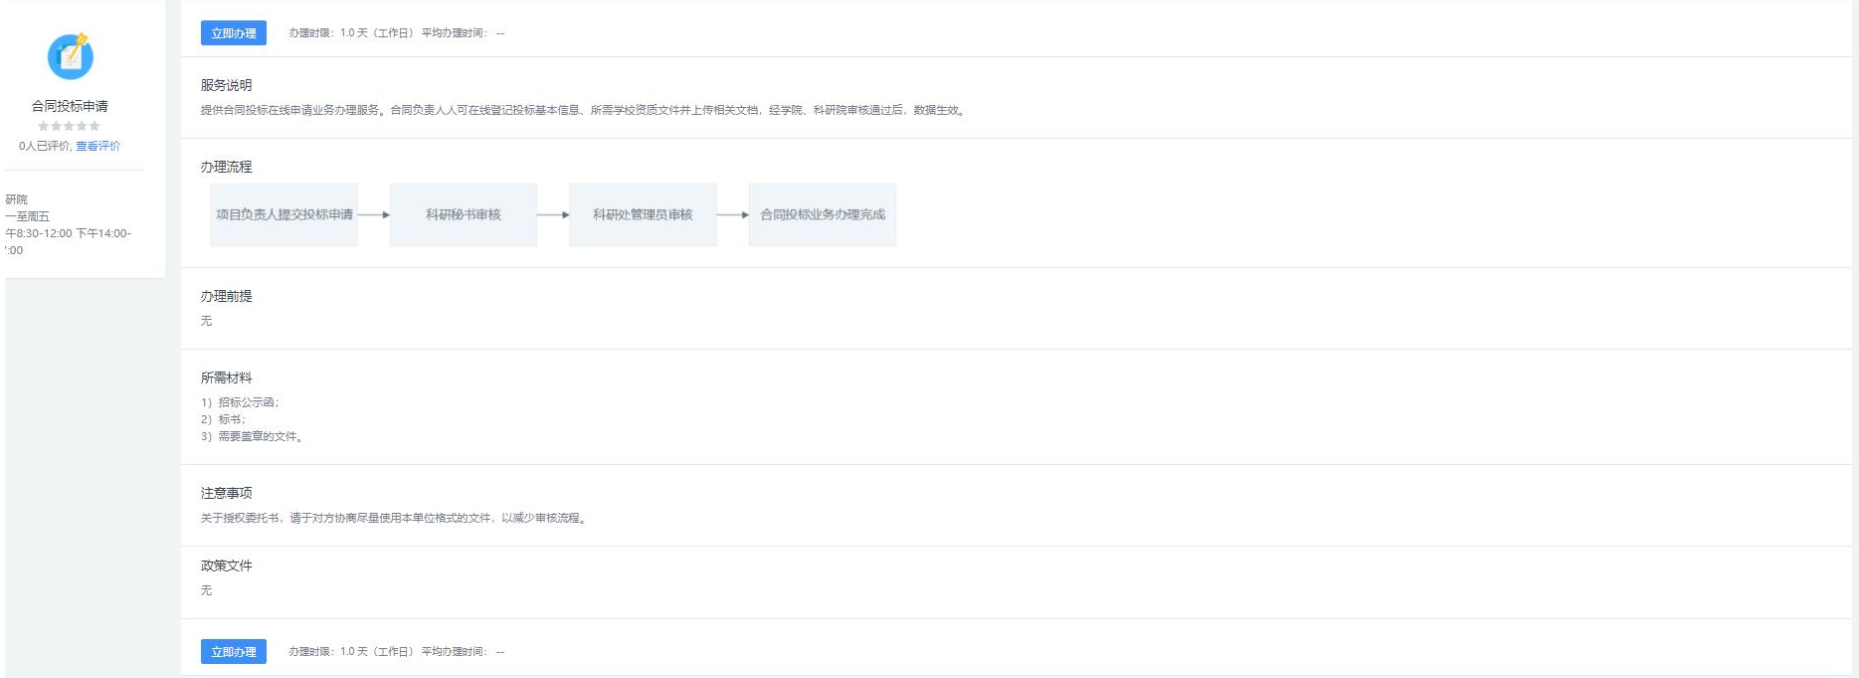 合同投标申请
0人已评价, 查看评价
研院
一至周五
午8:30-12:00 下午14:00-
:00
立即办理 办理时限：1.0 天（工作日） 平均办理时间： --
服务说明
提供合同投标在线申请业务办理服务。合同负责人人可在线登记投标基本信息、所需学校资质文件并上传相关文档，经学院、科研院审核通过后，数据生效。
办理流程
项目负责人提交投标申请 科研秘书审核 科研处管理员审核 合同投标业务办理完成
办理前提
无
所需材料
1）招标公示函；
2）标书；
3）需要盖章的文件。
注意事项
关于授权委托书，请于对方协商尽量使用本单位格式的文件，以减少审核流程。
政策文件
无
立即办理 办理时限：1.0 天（工作日） 平均办理时间： --